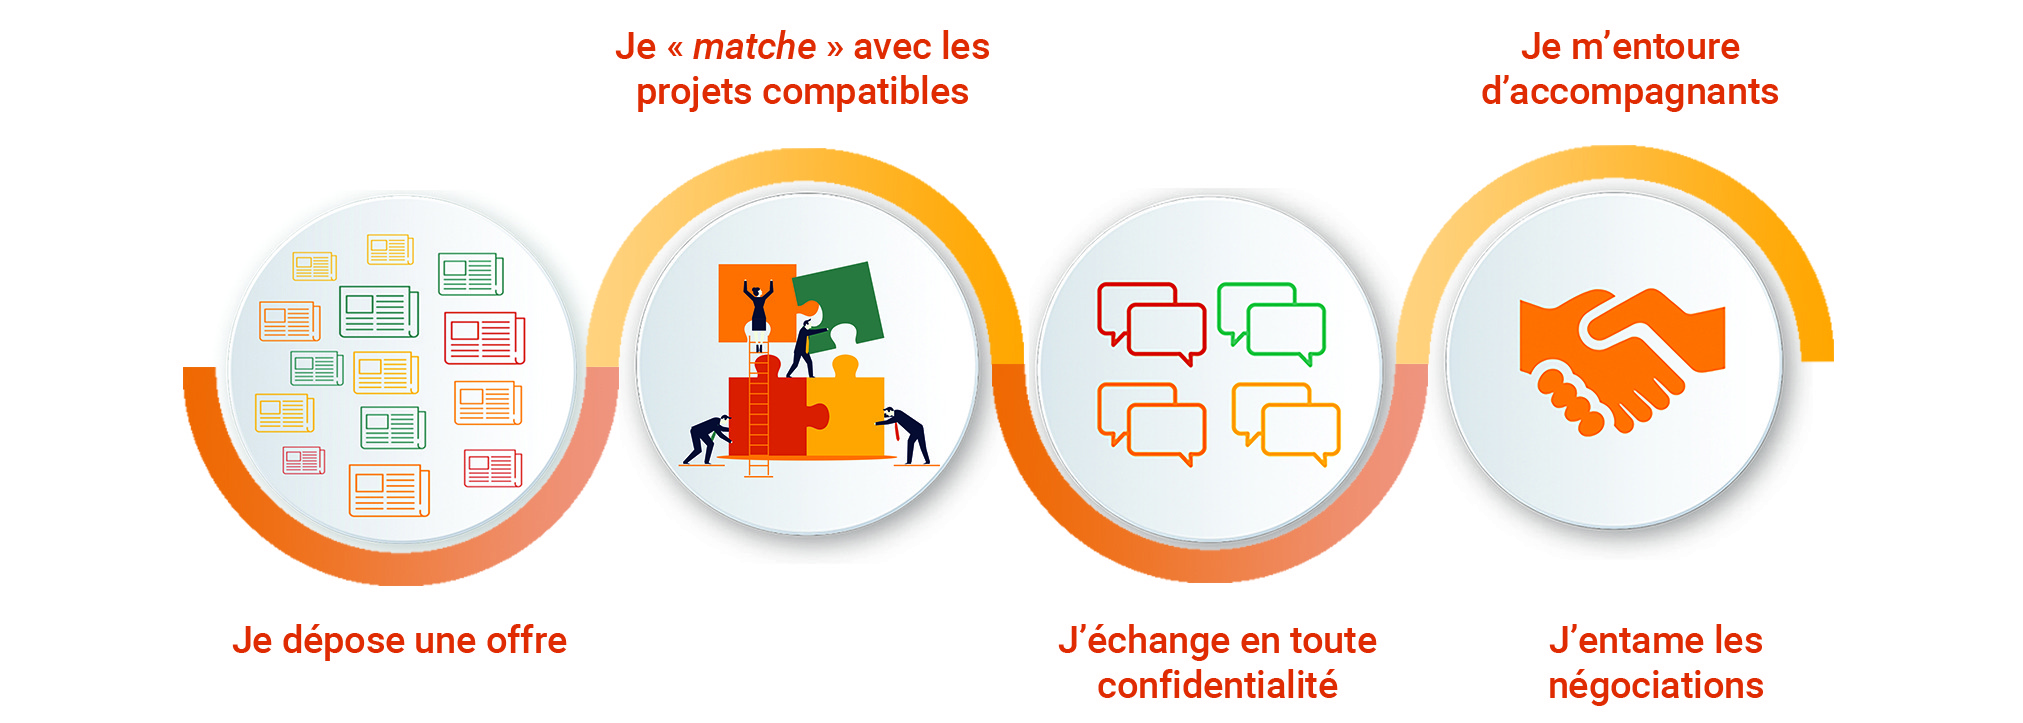 Je dépose une offre
Je « matche » avec les
projets compatibles
J’échange en toute
confidentialité
Je m’entoure
d’accompagnants
J’entame les
négociations